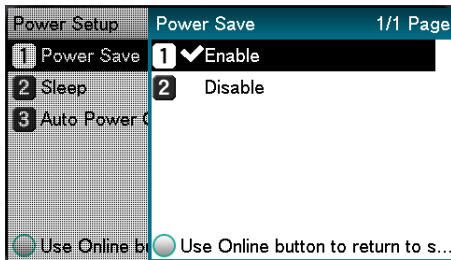 Power Setup
1 Power Save
2 Sleep
3 Auto Power
Use Online
Power Save 1/1 Page
1 Enable
2 Disable
Use Online button to return to s...